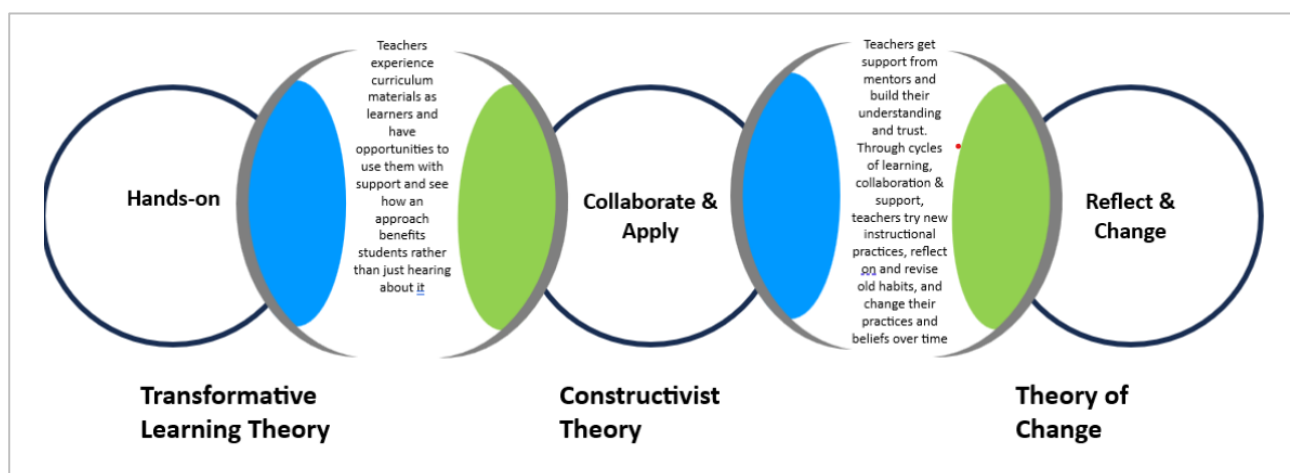 Hands-on
Teachers
experience
curriculum
materials as
learners and
have
opportunities to
use them with
support and see
how an
approach
benefits
students rather
than just hearing
about it
Collaborate &
Apply
Teachers get
support from
mentors and
build their
understanding
and trust.
Through cycles
of learning,
collaboration &
support,
teachers try new
instructional
practices, reflect
on and revise
old habits, and
change their
practices and
beliefs over time
Reflect &
Change
Transformative
Learning Theory
Constructivist
Theory
Theory of
Change